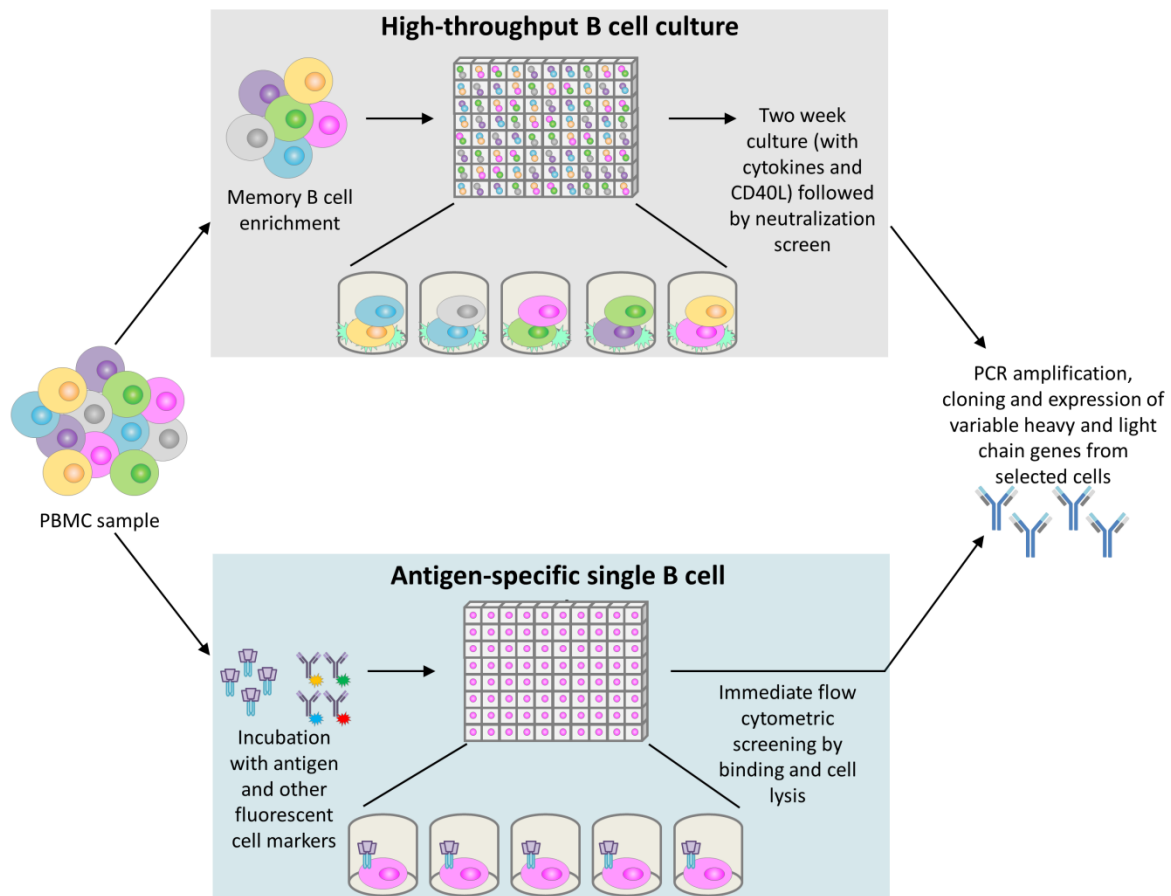 High-throughput B cell culture
Memory B cell
enrichment
Two week
culture (with
cytokines and
CD40L) followed
by neutralization
screen
PBMC sample
PCR amplification,
cloning and expression of
variable heavy and light
chain genes from
selected cells
Antigen-specific single B cell
Incubation
with antigen
and other
fluorescent
cell markers
Immediate flow
cytometric
screening by
binding and cell
lysis